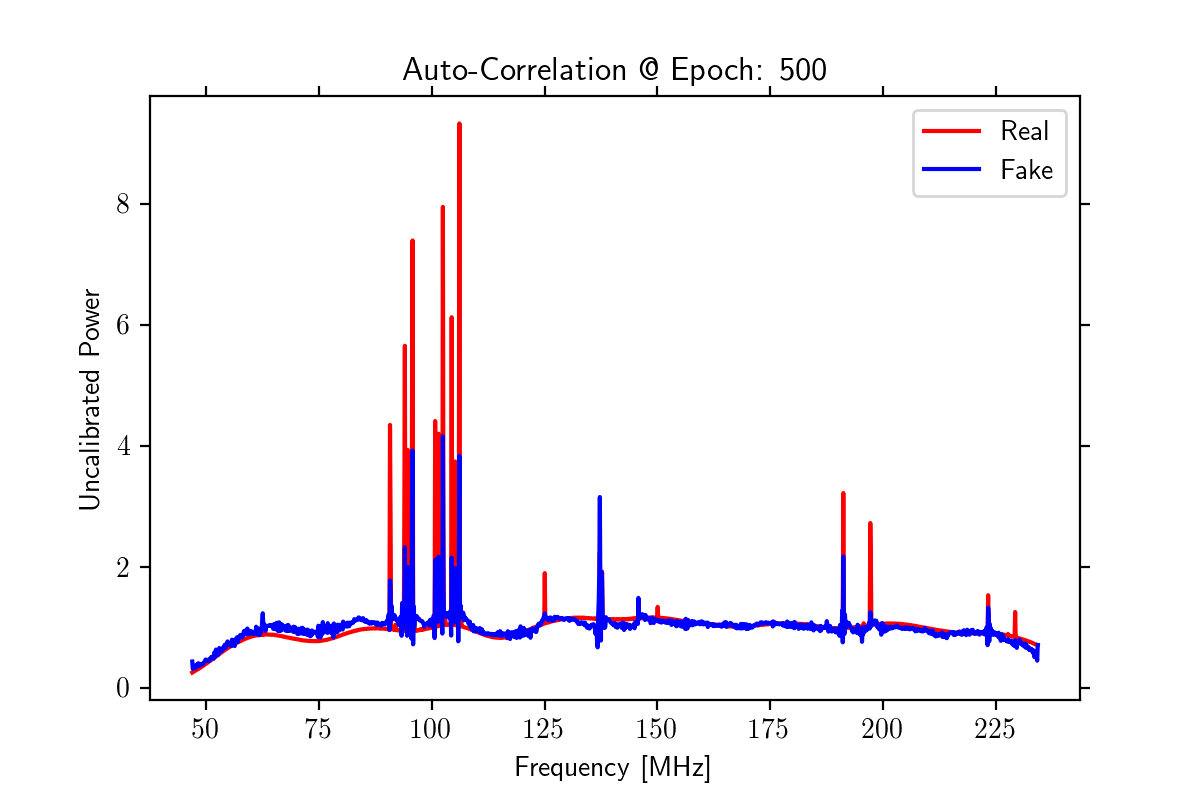 Auto-Correlation @ Epoch: 500
Real
Fake
Uncalibrated Power
8
6
4
2
0
50 75 100 125 150 175 200 225
Frequency [MHz]